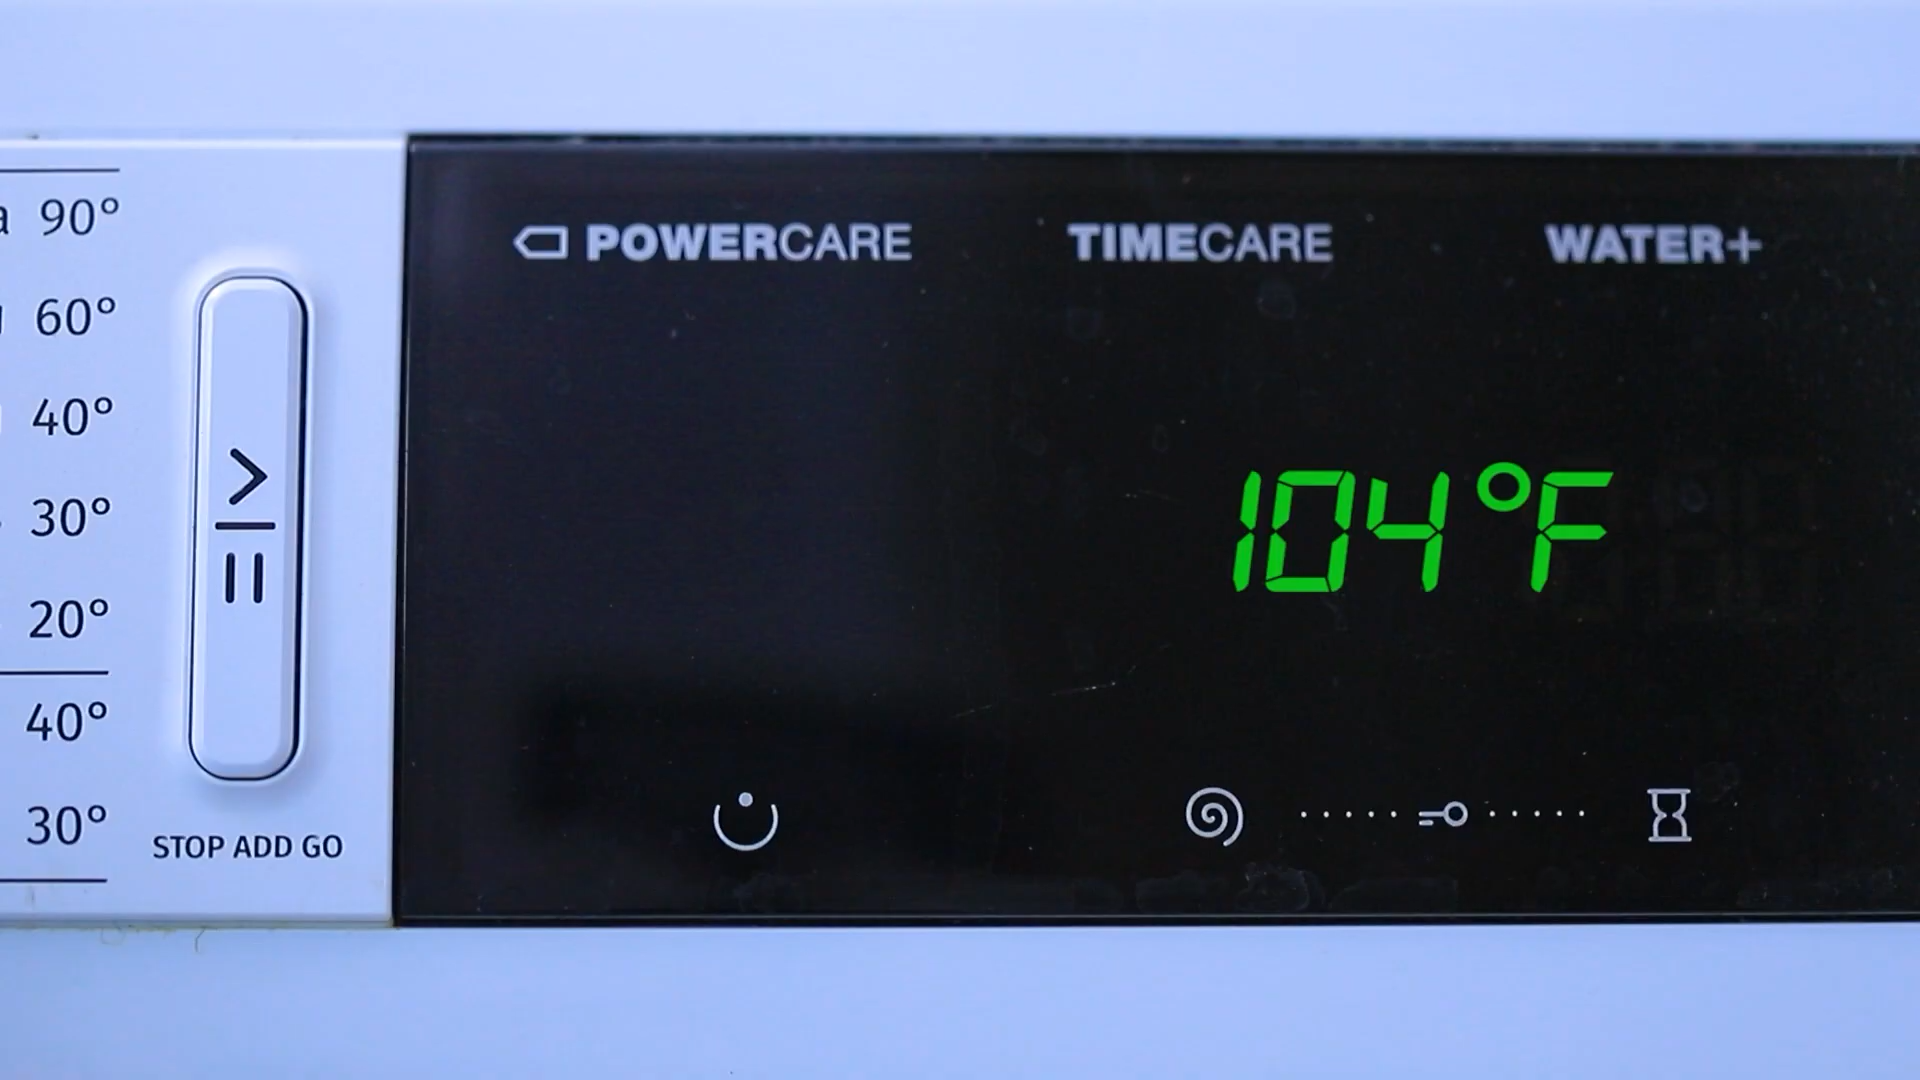 90°
60°
40°
30°
20°
40°
30°
STOP ADD GO
POWERCARE
TIMECARE
WATER+
104°F